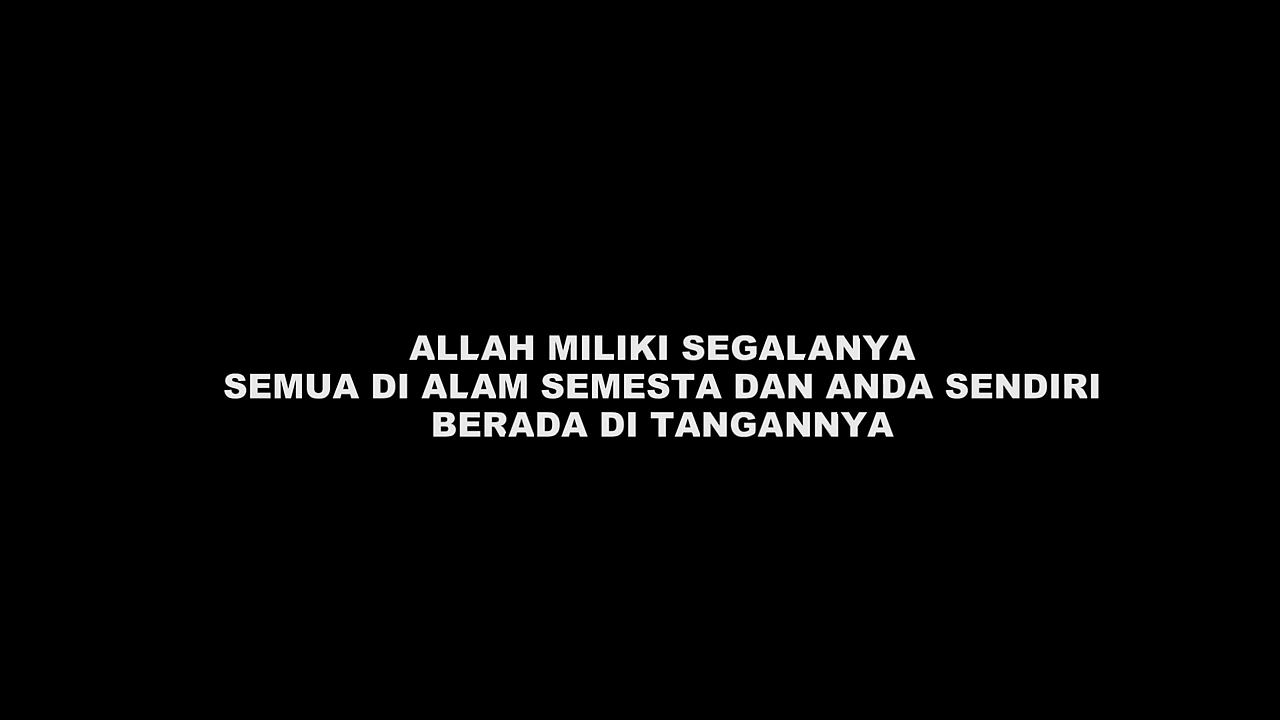 ALLAH MILIKI SEGALANYA
SEMUA DI ALAM SEMESTA DAN ANDA SENDIRI
BERADA DI TANGANNYA